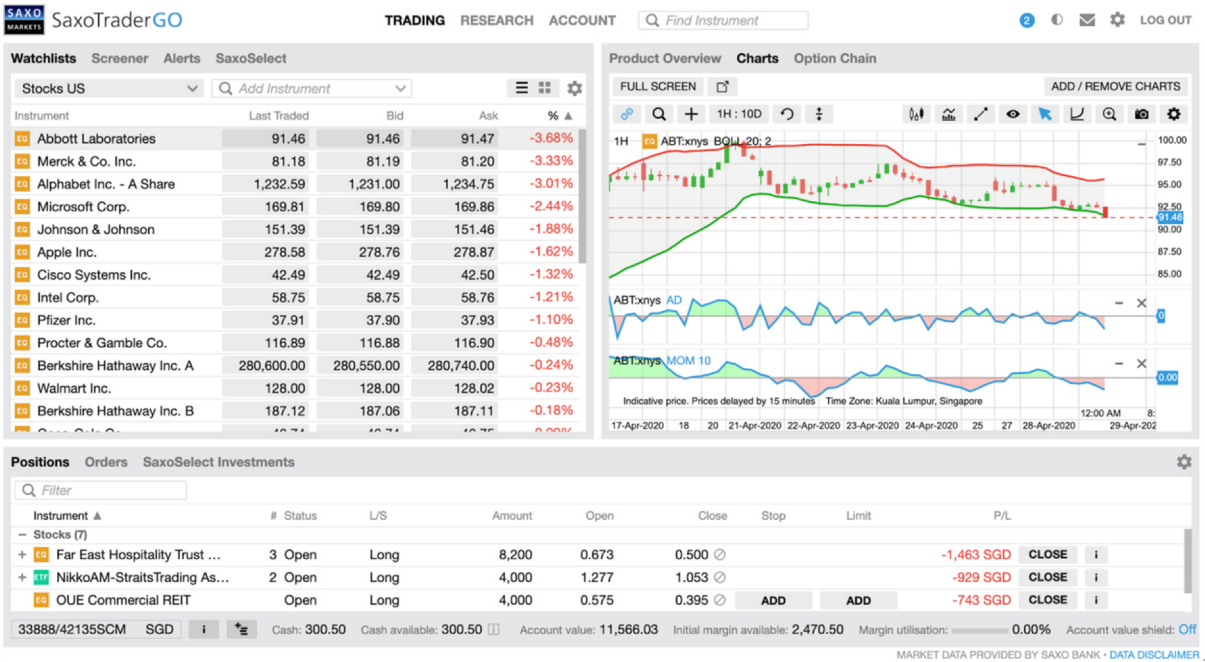 SAXO MARKETS SaxoTraderGO TRADING RESEARCH ACCOUNT Find Instrument 2 LOG OUT
Watchlists Screener Alerts SaxoSelect
Stocks US Add Instrument
Instrument Last Traded Bid Ask %
EQ Abbott Laboratories 91.46 91.46 91.47 -3.68%
EQ Merck & Co. Inc. 81.18 81.19 81.20 -3.33%
EQ Alphabet Inc. - A Share 1,232.59 1,231.00 1,234.75 -3.01%
EQ Microsoft Corp. 169.81 169.80 169.86 -2.44%
EQ Johnson & Johnson 151.39 151.39 151.46 -1.88%
EQ Apple Inc. 278.58 278.76 278.87 -1.62%
EQ Cisco Systems Inc. 42.49 42.49 42.50 -1.32%
EQ Intel Corp. 58.75 58.75 58.76 -1.21%
EQ Pfizer Inc. 37.91 37.90 37.93 -1.10%
EQ Procter & Gamble Co. 116.89 116.88 116.90 -0.48%
EQ Berkshire Hathaway Inc. A 280,600.00 280,550.00 280,740.00 -0.24%
EQ Walmart Inc. 128.00 128.00 128.02 -0.23%
EQ Berkshire Hathaway Inc. B 187.12 187.06 187.11 -0.18%
Product Overview Charts Option Chain
FULL SCREEN ADD / REMOVE CHARTS
1H : 10D
1H EQ ABT:xnys BOLL 20; 2
100.00
97.50
95.00
92.50
91.46
90.00
87.50
85.00
ABT:xnys AD
0
ABT:xnys MOM 10
0.00
Indicative price. Prices delayed by 15 minutes Time Zone: Kuala Lumpur, Singapore
12:00 AM 8:
17-Apr-2020 18 20 21-Apr-2020 22-Apr-2020 23-Apr-2020 24-Apr-2020 25 27 28-Apr-2020 29-Apr-202
Positions Orders SaxoSelect Investments
Filter
Instrument # Status L/S Amount Open Close Stop Limit P/L
Stocks (7)
EQ Far East Hospitality Trust ... 3 Open Long 8,200 0.673 0.500 -1,463 SGD CLOSE i
ETF NikkoAM-StraitsTrading As... 2 Open Long 4,000 1.277 1.053 -929 SGD CLOSE i
EQ OUE Commercial REIT Open Long 4,000 0.575 0.395 ADD ADD -743 SGD CLOSE i
33888/42135SCM SGD i Cash: 300.50 Cash available: 300.50 i Account value: 11,566.03 Initial margin available: 2,470.50 Margin utilisation: 0.00% Account value shield: Off
MARKET DATA PROVIDED BY SAXO BANK • DATA DISCLAIMER